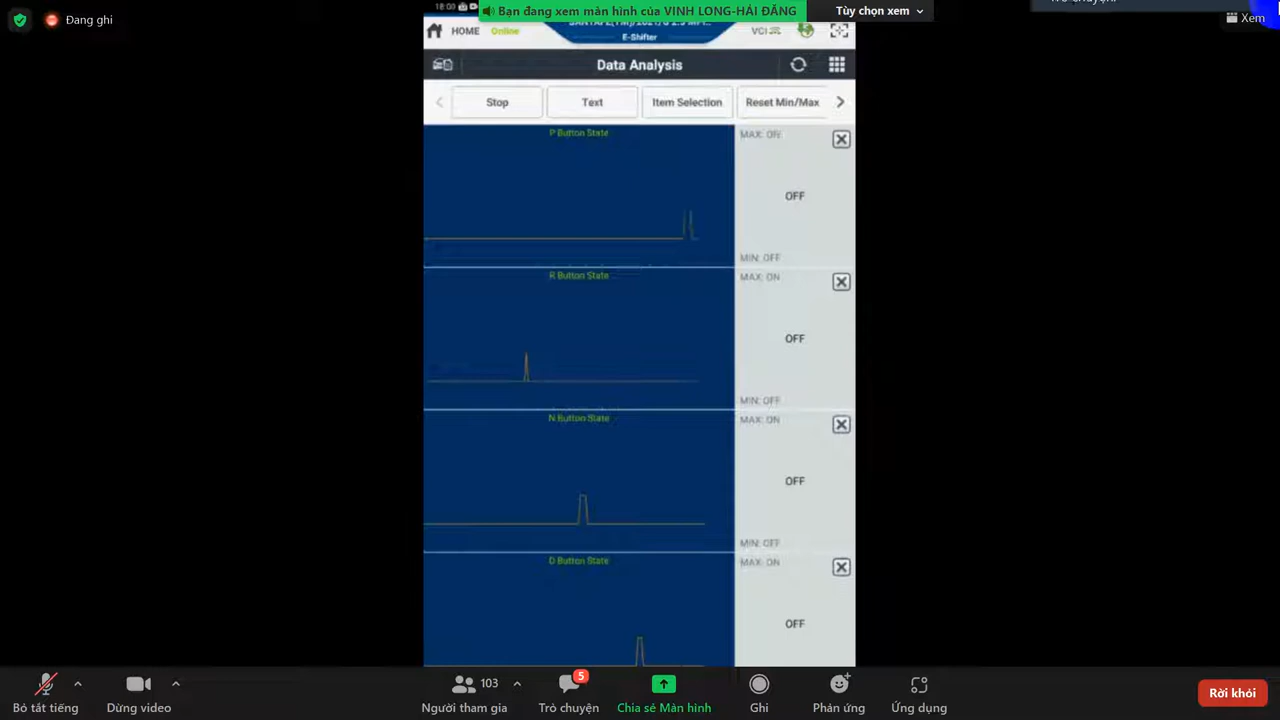 Đang ghi
18:00
Bạn đang xem màn hình của VINH LONG-HẢI ĐĂNG
Tùy chọn xem
Xem
HOME
Online
E-Shifter
VCI
Data Analysis
Stop
Text
Item Selection
Reset Min/Max
P Button State
MAX: ON
OFF
MIN: OFF
R Button State
MAX: ON
OFF
MIN: OFF
N Button State
MAX: ON
OFF
MIN: OFF
D Button State
MAX: ON
OFF
Bỏ tắt tiếng
Dừng video
103
Người tham gia
5
Trò chuyện
Chia sẻ Màn hình
Ghi
Phản ứng
Ứng dụng
Rời khỏi